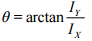 θ = arctan I_Y / I_X